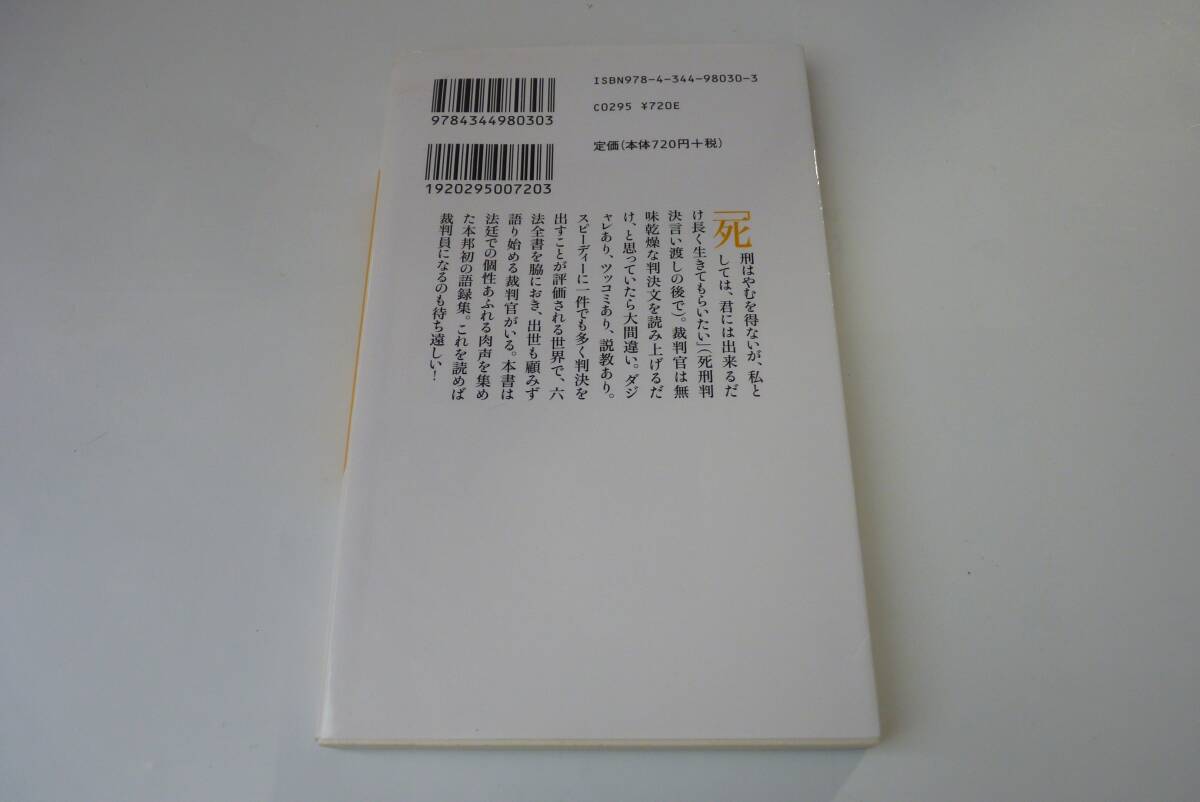 ISBN978-4-344-98030-3
C0295 ¥720E
定価(本体720円+税)
9784344980303
1920295007203
「死刑はやむを得ないが、私と
しては、君には出来るだ
け長く生きてもらいたい」(死刑判
決言い渡しの後で)。裁判官は無
味乾燥な判決文を読み上げるだ
け、と思っていたら大間違い。ダジ
ャレあり、ツッコミあり、説教あり。
スピーディーに一件でも多く判決を
出すことが評価される世界で、六
法全書を脇におき、出世も顧みず
語り始める裁判官がいる。本書は
法廷での個性あふれる肉声を集め
た本邦初の語録集。これを読めば
裁判員になるのも待ち遠しい!